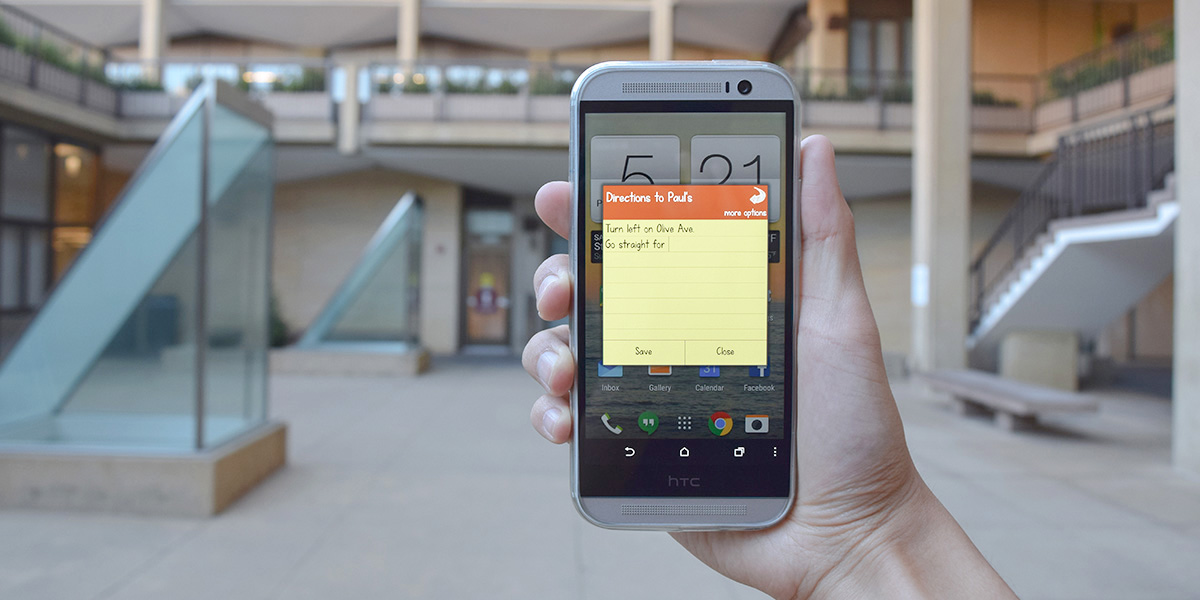 5 21
Directions to Paul's
more options
Turn left on Olive Ave.
Go straight for
Save Close
Inbox Gallery Calendar Facebook
htc